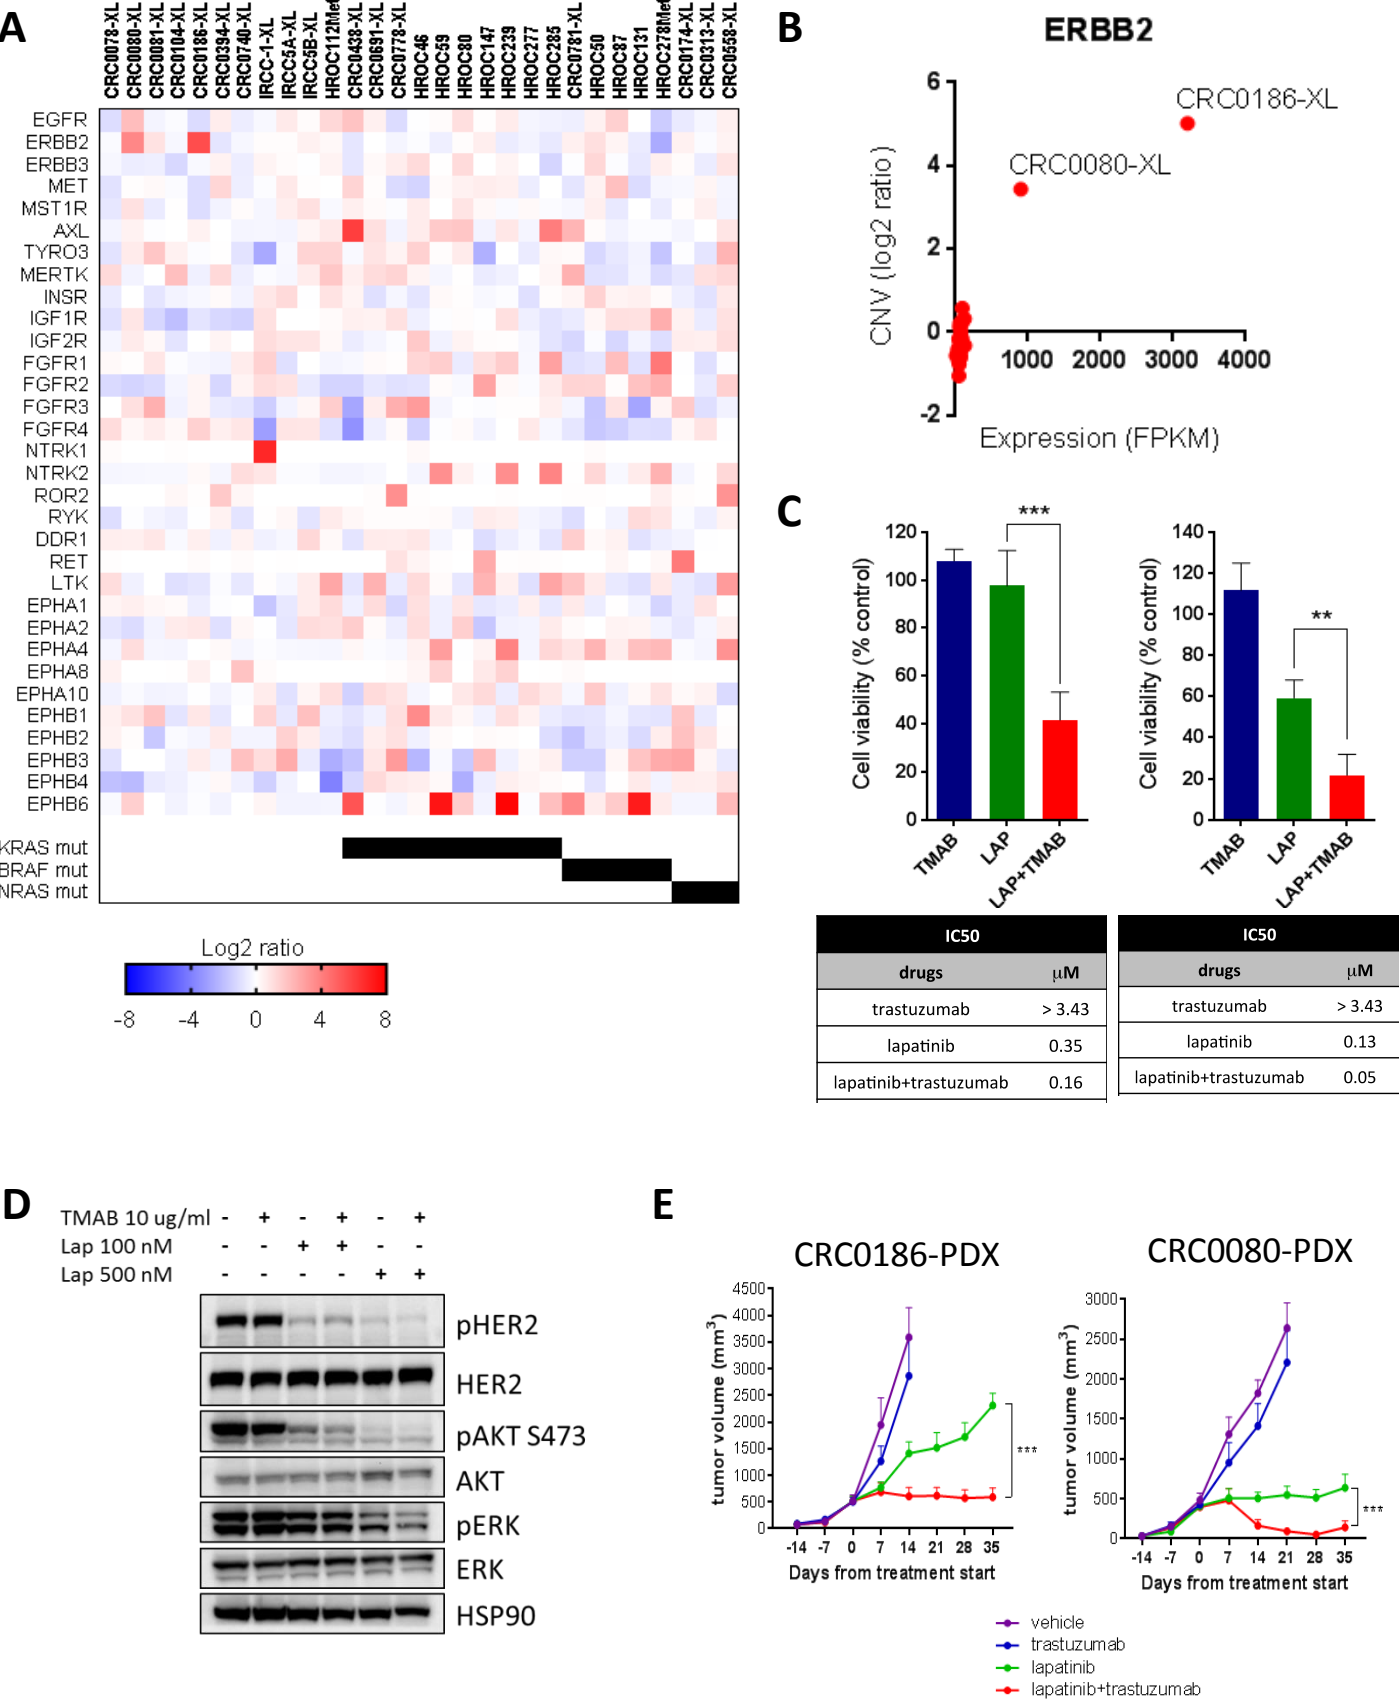 A
CRC0078-XL
CRC0080-XL
CRC0081-XL
CRC0104-XL
CRC0186-XL
CRC0394-XL
CRC0740-XL
IRCC-1-XL
IRCC5A-XL
IRCC5B-XL
HROC112Met
CRC0438-XL
CRC0691-XL
CRC0778-XL
HROC46
HROC59
HROC80
HROC147
HROC239
HROC277
HROC285
CRC0781-XL
HROC50
HROC87
HROC131
HROC278Met
CRC0174-XL
CRC0313-XL
CRC0558-XL
EGFR
ERBB2
ERBB3
MET
MST1R
AXL
TYRO3
MERTK
INSR
IGF1R
IGF2R
FGFR1
FGFR2
FGFR3
FGFR4
NTRK1
NTRK2
ROR2
RYK
DDR1
RET
LTK
EPHA1
EPHA2
EPHA4
EPHA8
EPHA10
EPHB1
EPHB2
EPHB3
EPHB4
EPHB6
KRAS mut
BRAF mut
NRAS mut
Log2 ratio
-8 -4 0 4 8
B
ERBB2
CNV (log2 ratio)
6
4
2
0
-2
CRC0186-XL
CRC0080-XL
1000 2000 3000 4000
Expression (FPKM)
C
Cell viability (% control)
120
100
80
60
40
20
0
***
TMAB
LAP
LAP+TMAB
Cell viability (% control)
140
120
100
80
60
40
20
0
**
TMAB
LAP
LAP+TMAB
IC50
drugs μM
trastuzumab > 3.43
lapatinib 0.35
lapatinib+trastuzumab 0.16
IC50
drugs μM
trastuzumab > 3.43
lapatinib 0.13
lapatinib+trastuzumab 0.05
D
TMAB 10 ug/ml - + - + - +
Lap 100 nM - - + + - -
Lap 500 nM - - - - + +
pHER2
HER2
pAKT S473
AKT
pERK
ERK
HSP90
E
CRC0186-PDX
tumor volume (mm3)
4500
4000
3500
3000
2500
2000
1500
1000
500
0
***
-14 -7 0 7 14 21 28 35
Days from treatment start
CRC0080-PDX
tumor volume (mm3)
3000
2500
2000
1500
1000
500
0
***
-14 -7 0 7 14 21 28 35
Days from treatment start
vehicle
trastuzumab
lapatinib
lapatinib+trastuzumab